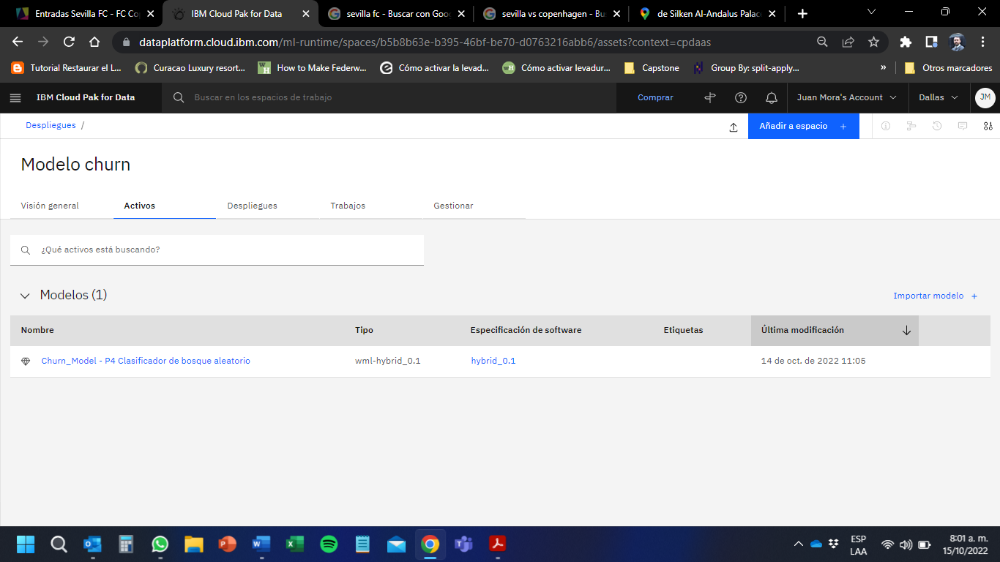 Entradas Sevilla FC - FC Co
IBM Cloud Pak for Data
sevilla fc - Buscar con Goo
sevilla vs copenhagen - Bu
de Silken Al-Andalus Palac
dataplatform.cloud.ibm.com/ml-runtime/spaces/b5b8b63e-b395-46bf-be70-d0763216abb6/assets?context=cpdaas
Tutorial Restaurar el L...
Curacao Luxury resort...
How to Make Federw...
Cómo activar la levad...
Cómo activar levadur...
Capstone
Group By: split-apply...
»
Otros marcadores
IBM Cloud Pak for Data
Buscar en los espacios de trabajo
Comprar
Juan Mora's Account
Dallas
JM
Despliegues /
Añadir a espacio +
Modelo churn
Visión general
Activos
Despliegues
Trabajos
Gestionar
¿Qué activos está buscando?
Modelos (1)
Importar modelo +
Nombre
Tipo
Especificación de software
Etiquetas
Última modificación
Churn_Model - P4 Clasificador de bosque aleatorio
wml-hybrid_0.1
hybrid_0.1
14 de oct. de 2022 11:05
ESP
LAA
8:01 a. m.
15/10/2022